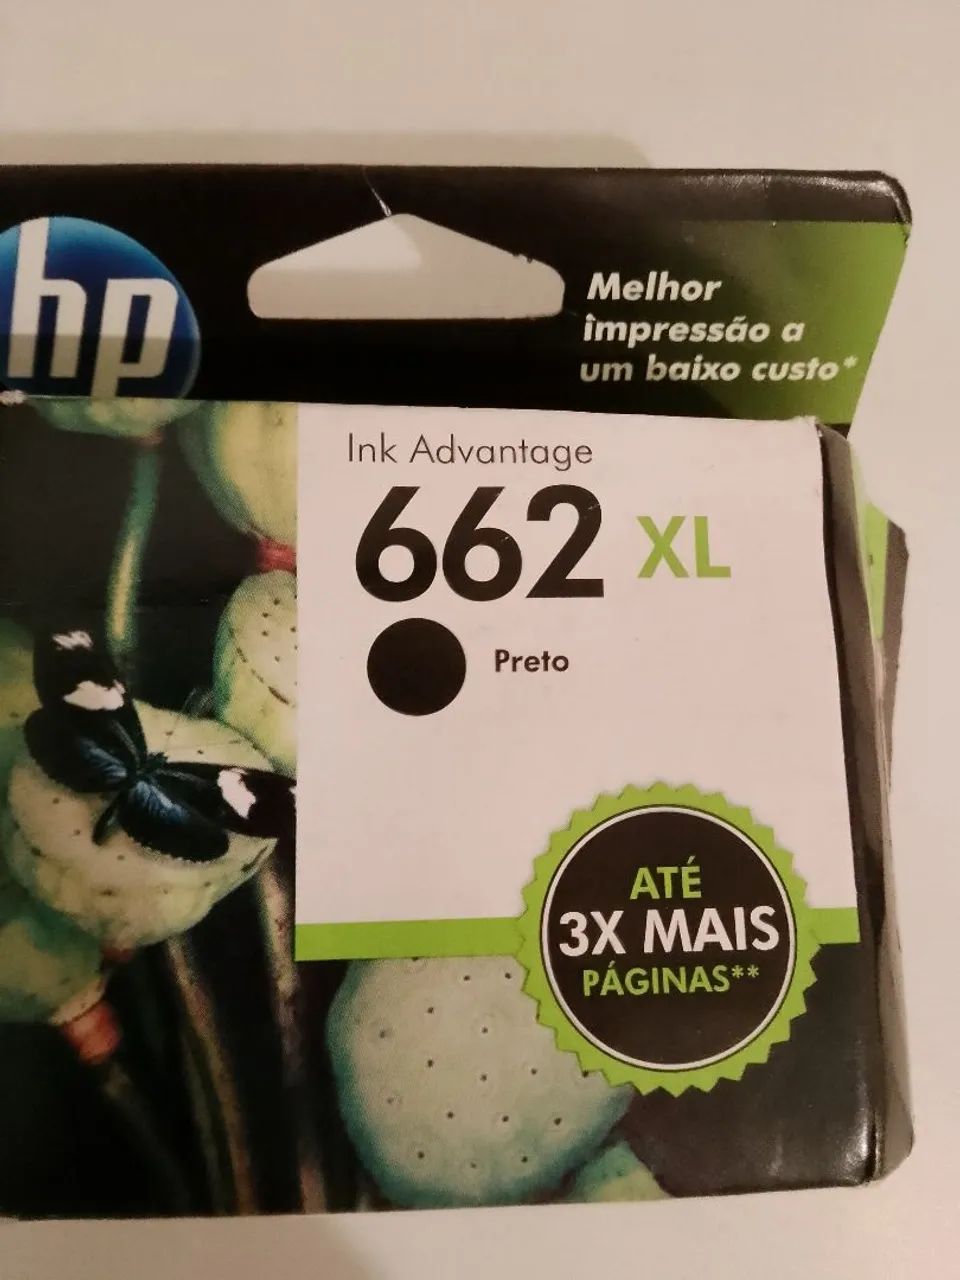 hp
Melhor
impressão a
um baixo custo*
Ink Advantage
662 XL
Preto
ATÉ
3X MAIS
PÁGINAS**